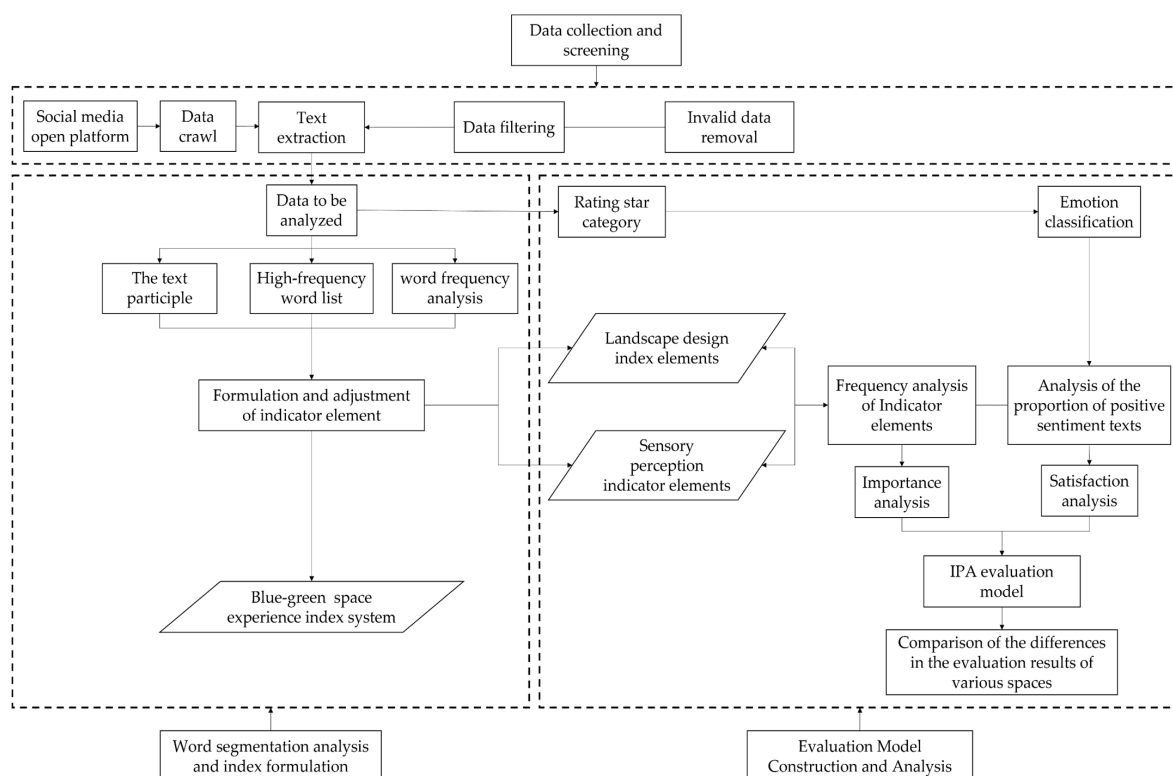 Data collection and
screening
Social media
open platform
Data
crawl
Text
extraction
Data filtering
Invalid data
removal
Data to be
analyzed
Rating star
category
Emotion
classification
The text
participle
High-frequency
word list
word frequency
analysis
Landscape design
index elements
Formulation and adjustment
of indicator element
Frequency analysis
of Indicator
elements
Analysis of the
proportion of positive
sentiment texts
Sensory
perception
indicator elements
Importance
analysis
Satisfaction
analysis
IPA evaluation
model
Blue-green space
experience index system
Comparison of the differences
in the evaluation results of
various spaces
Word segmentation analysis
and index formulation
Evaluation Model
Construction and Analysis